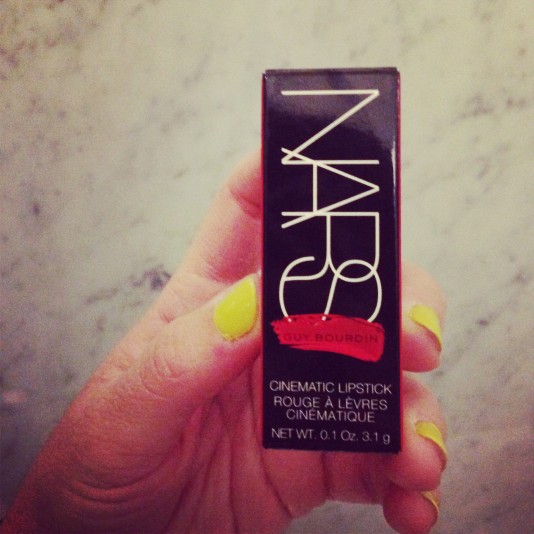 NARS
GUY BOURDIN
CINEMATIC LIPSTICK
ROUGE À LÈVRES
CINÉMATIQUE
NET WT. 0.1 Oz. 3.1 g